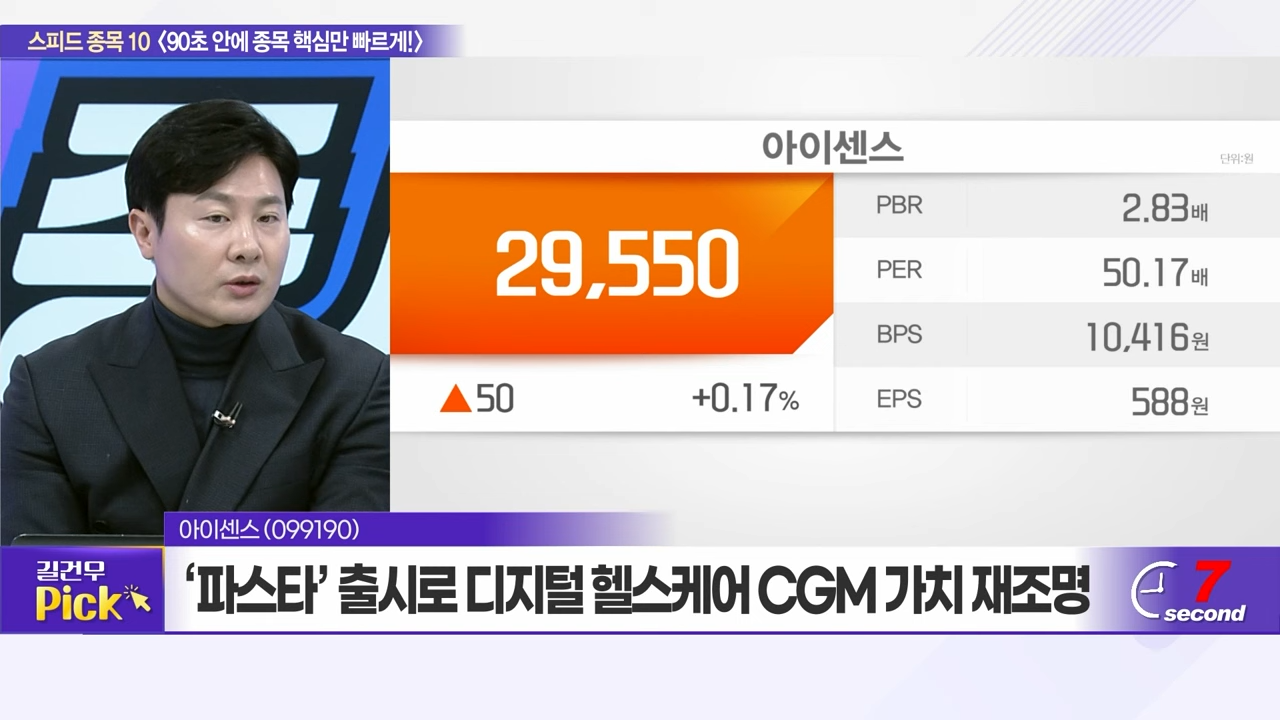 스피드 종목 10 <90초 안에 종목 핵심만 빠르게!>
아이센스
단위:원
29,550
▲50 +0.17%
PBR 2.83배
PER 50.17배
BPS 10,416원
EPS 588원
아이센스 (099190)
길건무
Pick
‘파스타’ 출시로 디지털 헬스케어 CGM 가치 재조명
7
second